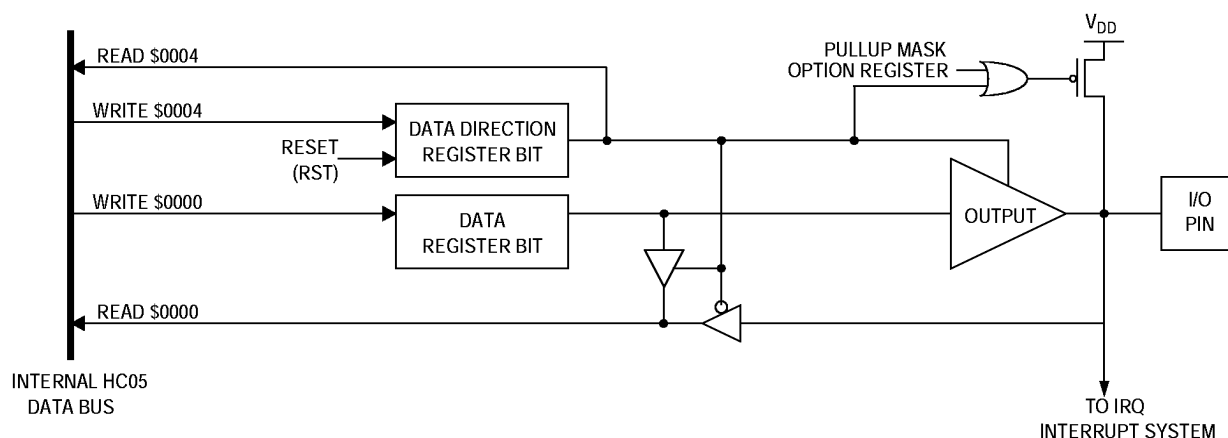 V_DD
READ $0004
PULLUP MASK
OPTION REGISTER
WRITE $0004
DATA DIRECTION
REGISTER BIT
RESET
(RST)
WRITE $0000
DATA
REGISTER BIT
OUTPUT
I/O
PIN
READ $0000
INTERNAL HC05
DATA BUS
TO IRQ
INTERRUPT SYSTEM